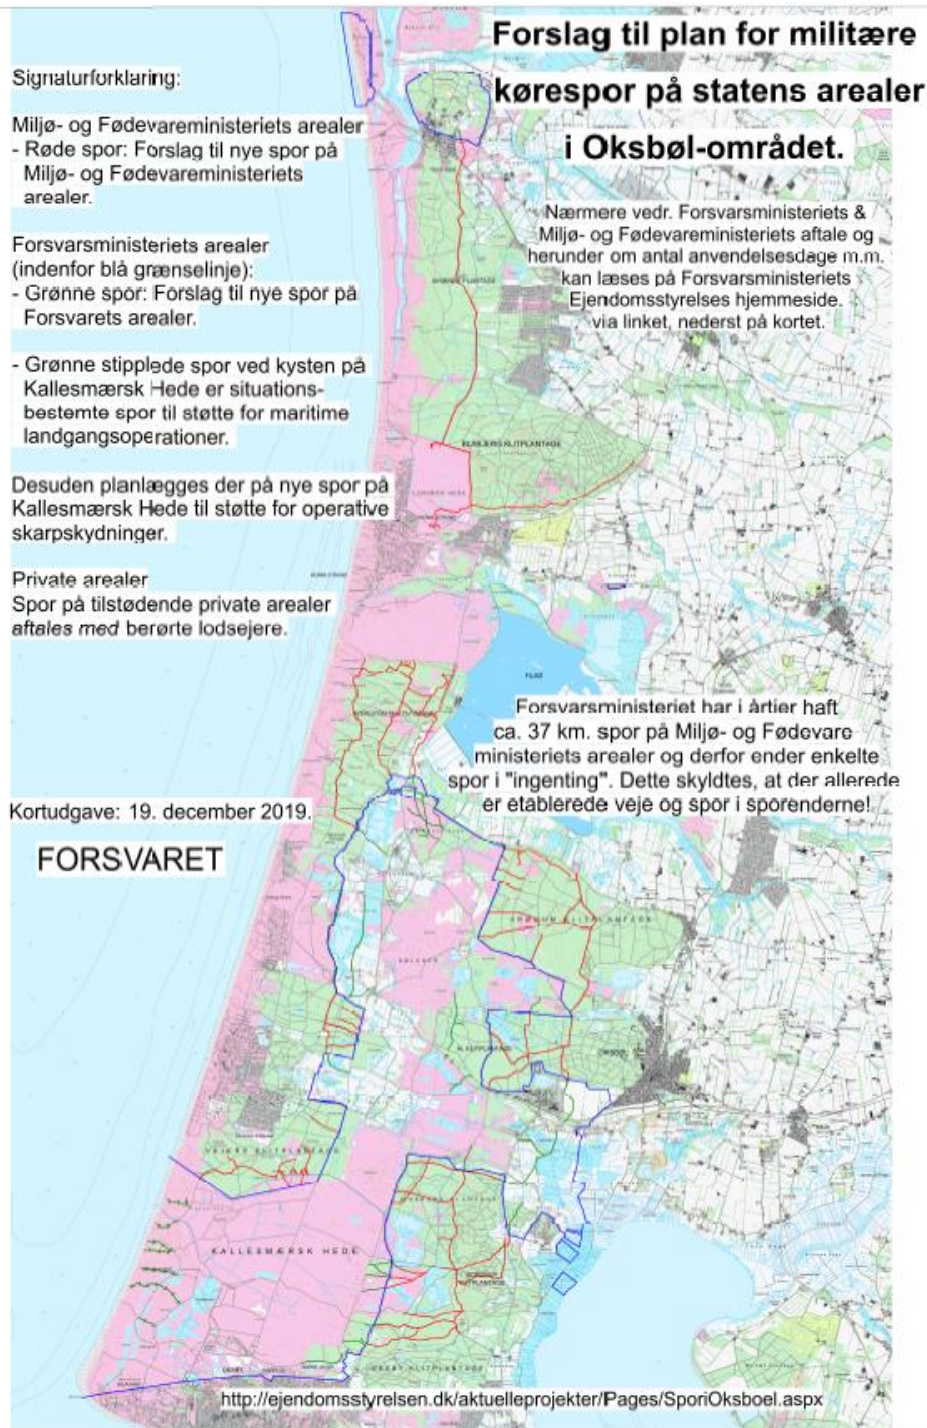 Forslag til plan for militære
kørespor på statens arealer
i Oksbøl-området.
Signaturforklaring:
Miljø- og Fødevareministeriets arealer
- Røde spor: Forslag til nye spor på
Miljø- og Fødevareministeriets
arealer.
Forsvarsministeriets arealer
(indenfor blå grænselinje):
- Grønne spor: Forslag til nye spor på
Forsvarets arealer.
- Grønne stipplede spor ved kysten på
Kallesmærsk Hede er situations-
bestemte spor til støtte for maritime
landgangsoperationer.
Desuden planlægges der på nye spor på
Kallesmærsk Hede til støtte for operative
skarpskydninger.
Private arealer
Spor på tilstødende private arealer
aftales med berørte lodsejere.
Nærmere vedr. Forsvarsministeriets &
Miljø- og Fødevareministeriets aftale og
herunder om antal anvendelsesdage m.m.
kan læses på Forsvarsministeriets
Ejendomsstyrelses hjemmeside.
via linket, nederst på kortet.
BLÅBJERG KLITPLANTAGE
FILSØ
Forsvarsministeriet har i årtier haft
ca. 37 km. spor på Miljø- og Fødevare
ministeriets arealer og derfor ender enkelte
spor i "ingenting". Dette skyldtes, at der allerede
er etablerede veje og spor i sporenderne!
Kortudgave: 19. december 2019.
FORSVARET
KALLESMÆRSK HEDE
http://ejendomsstyrelsen.dk/aktuelleprojekter/Pages/SporiOksboel.aspx